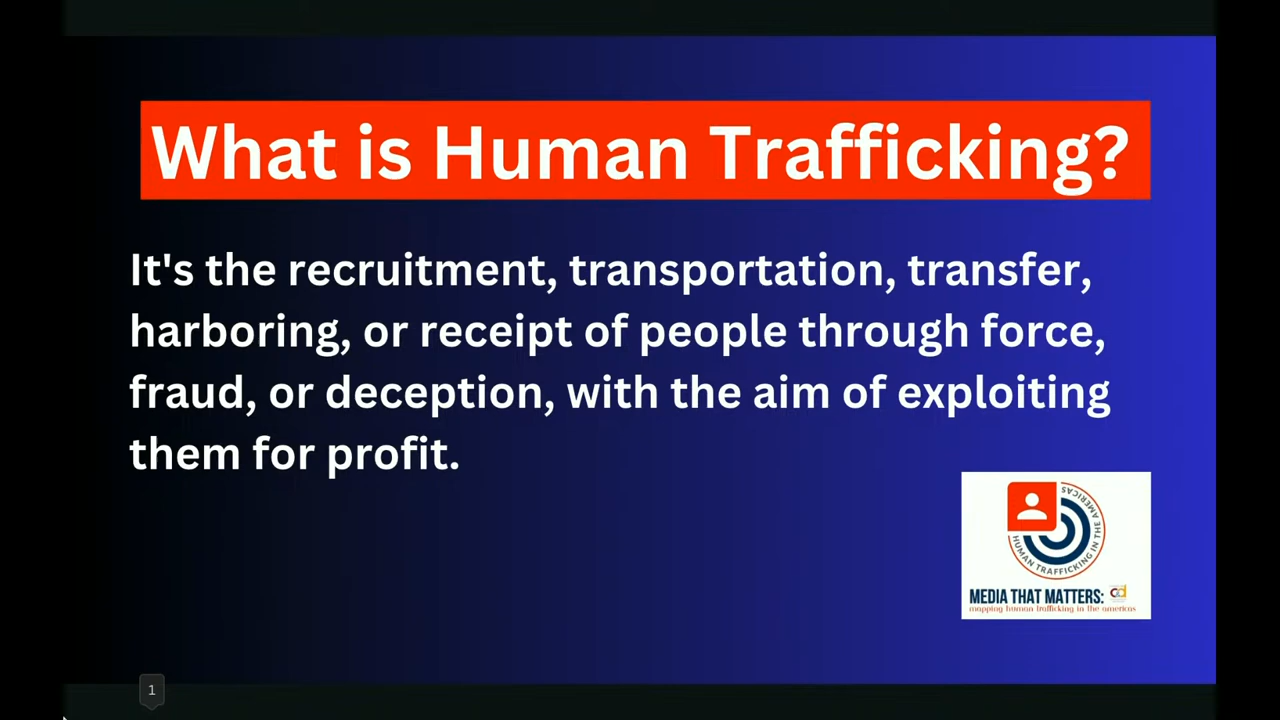 What is Human Trafficking?
It's the recruitment, transportation, transfer,
harboring, or receipt of people through force,
fraud, or deception, with the aim of exploiting
them for profit.
HUMAN TRAFFICKING IN THE AMERICAS
MEDIA THAT MATTERS: cd
mapping human trafficking in the americas
1